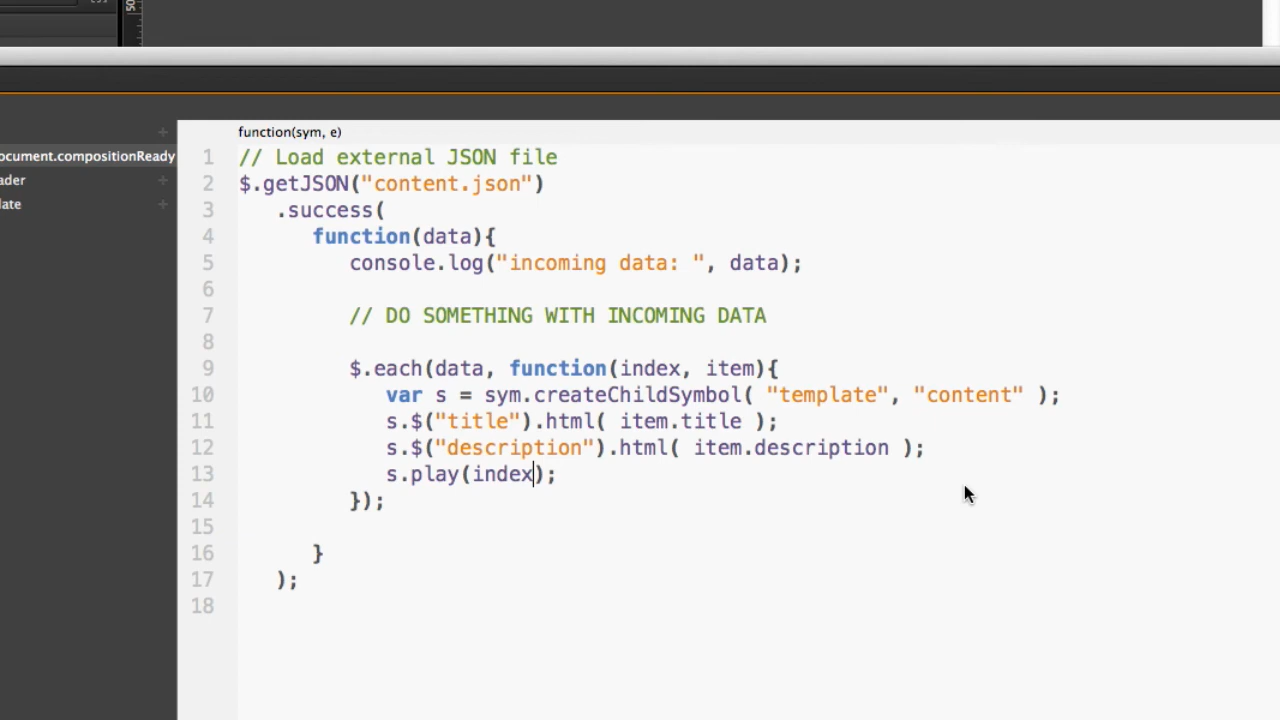 50
function(sym, e)
ocument.compositionReady
ader
late
1 // Load external JSON file
2 $.getJSON("content.json")
3 .success(
4 function(data){
5 console.log("incoming data: ", data);
6
7 // DO SOMETHING WITH INCOMING DATA
8
9 $.each(data, function(index, item){
10 var s = sym.createChildSymbol( "template", "content" );
11 s.$("title").html( item.title );
12 s.$("description").html( item.description );
13 s.play(index);
14 });
15
16 }
17 );
18